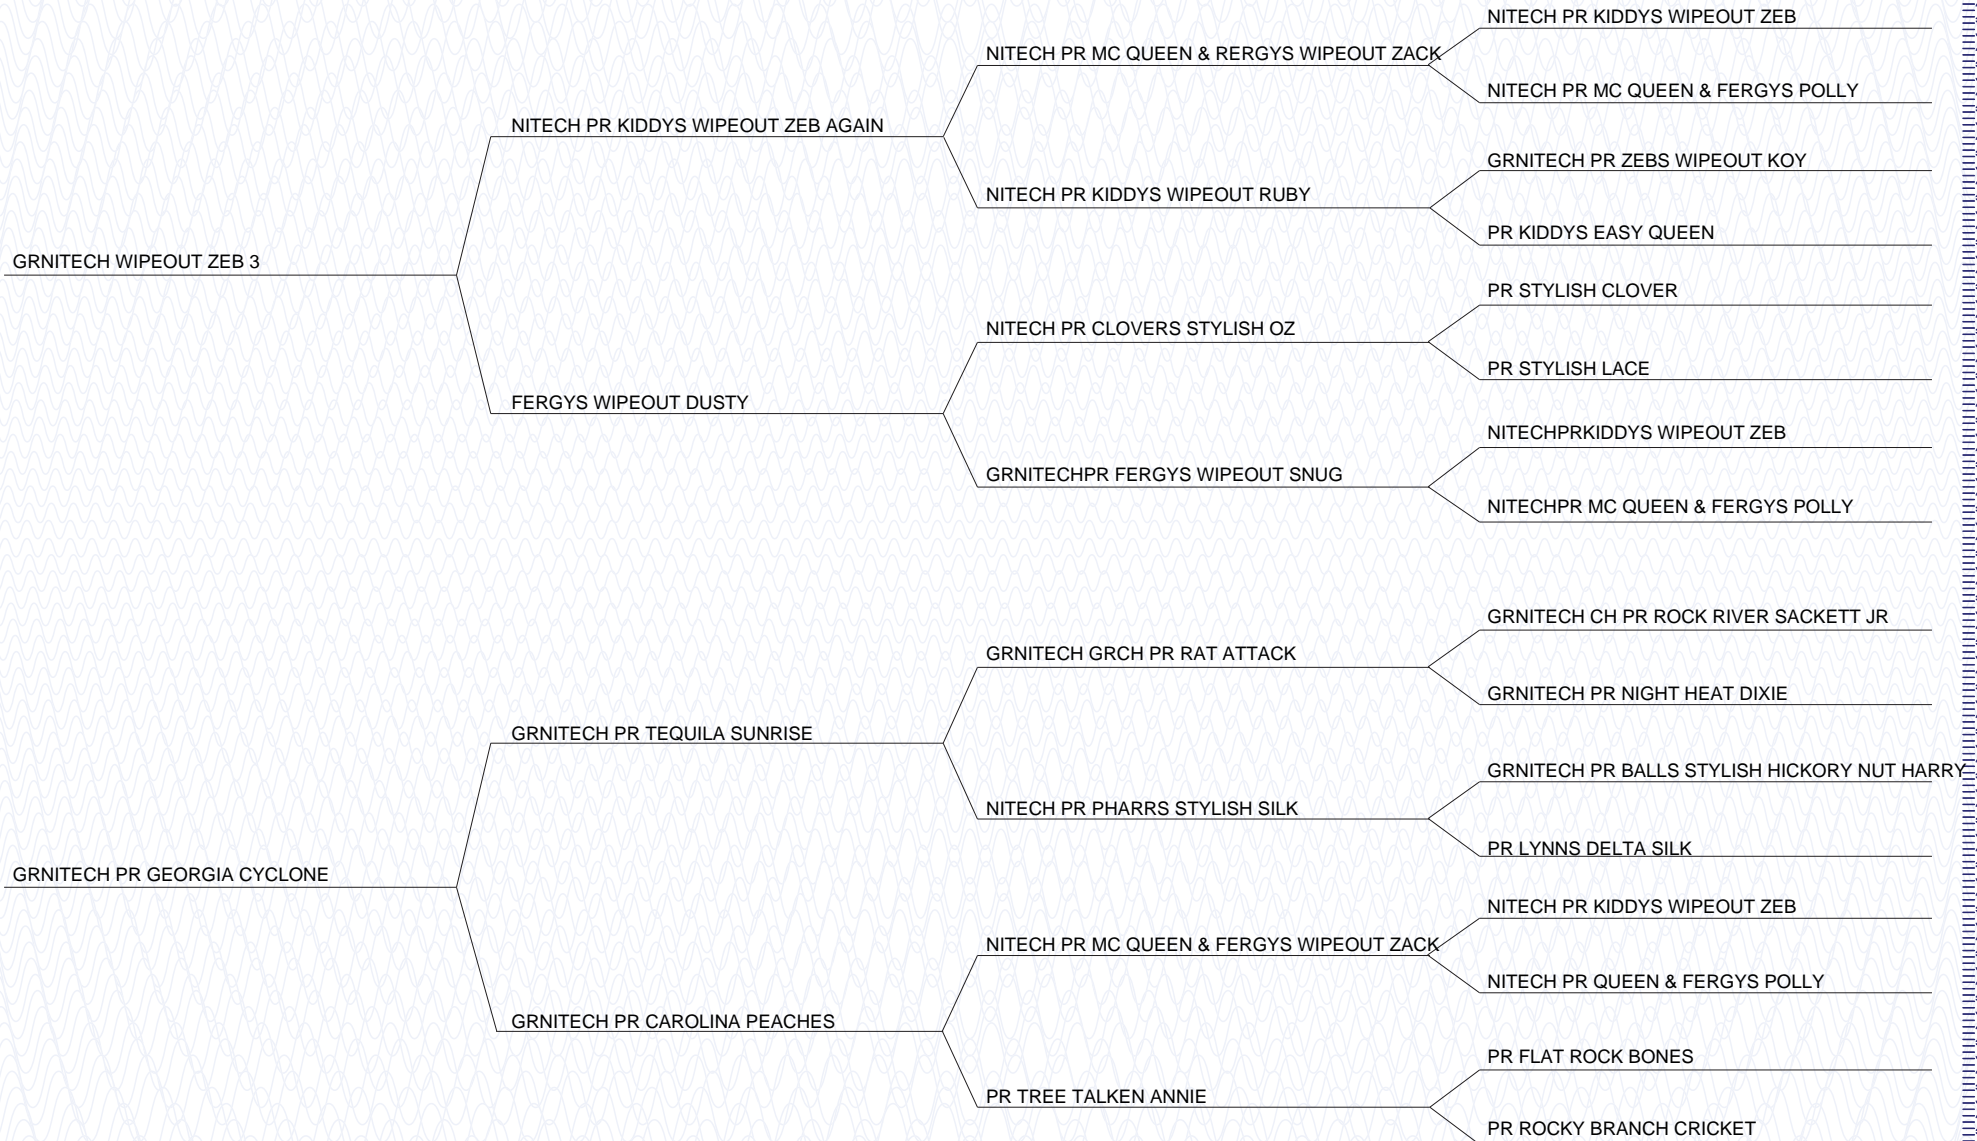 NITECH PR KIDDYS WIPEOUT ZEB
NITECH PR MC QUEEN & RERGYS WIPEOUT ZACK
NITECH PR MC QUEEN & FERGYS POLLY
NITECH PR KIDDYS WIPEOUT ZEB AGAIN
GRNITECH PR ZEBS WIPEOUT KOY
NITECH PR KIDDYS WIPEOUT RUBY
PR KIDDYS EASY QUEEN
GRNITECH WIPEOUT ZEB 3
PR STYLISH CLOVER
NITECH PR CLOVERS STYLISH OZ
PR STYLISH LACE
FERGYS WIPEOUT DUSTY
NITECHPRKIDDYS WIPEOUT ZEB
GRNITECHPR FERGYS WIPEOUT SNUG
NITECHPR MC QUEEN & FERGYS POLLY
GRNITECH CH PR ROCK RIVER SACKETT JR
GRNITECH GRCH PR RAT ATTACK
GRNITECH PR NIGHT HEAT DIXIE
GRNITECH PR TEQUILA SUNRISE
GRNITECH PR BALLS STYLISH HICKORY NUT HARRY
NITECH PR PHARRS STYLISH SILK
PR LYNNS DELTA SILK
GRNITECH PR GEORGIA CYCLONE
NITECH PR KIDDYS WIPEOUT ZEB
NITECH PR MC QUEEN & FERGYS WIPEOUT ZACK
NITECH PR QUEEN & FERGYS POLLY
GRNITECH PR CAROLINA PEACHES
PR FLAT ROCK BONES
PR TREE TALKEN ANNIE
PR ROCKY BRANCH CRICKET